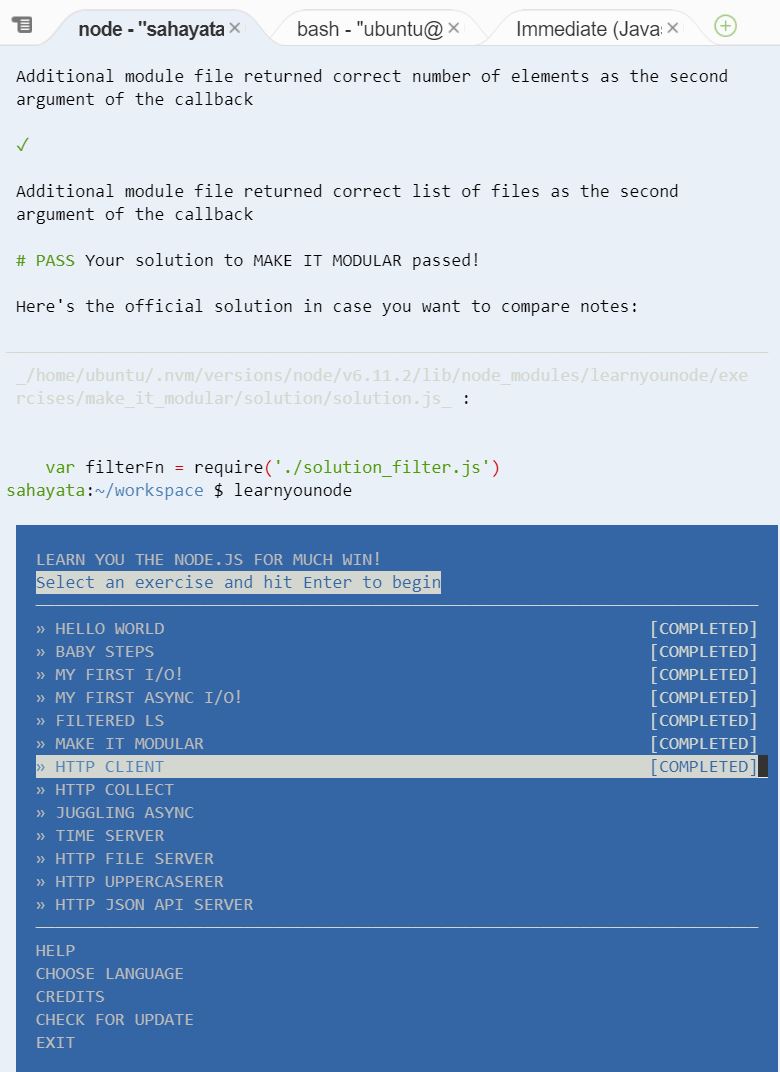 node - "sahayata
bash - "ubuntu@
Immediate (Java
Additional module file returned correct number of elements as the second
argument of the callback
✓
Additional module file returned correct list of files as the second
argument of the callback
# PASS Your solution to MAKE IT MODULAR passed!
Here's the official solution in case you want to compare notes:
_/home/ubuntu/.nvm/versions/node/v6.11.2/lib/node_modules/learnyounode/exe
rcises/make_it_modular/solution/solution.js_ :
var filterFn = require('./solution_filter.js')
sahayata:~/workspace $ learnyounode
LEARN YOU THE NODE.JS FOR MUCH WIN!
Select an exercise and hit Enter to begin
» HELLO WORLD [COMPLETED]
» BABY STEPS [COMPLETED]
» MY FIRST I/O! [COMPLETED]
» MY FIRST ASYNC I/O! [COMPLETED]
» FILTERED LS [COMPLETED]
» MAKE IT MODULAR [COMPLETED]
» HTTP CLIENT [COMPLETED]
» HTTP COLLECT
» JUGGLING ASYNC
» TIME SERVER
» HTTP FILE SERVER
» HTTP UPPERCASERER
» HTTP JSON API SERVER
HELP
CHOOSE LANGUAGE
CREDITS
CHECK FOR UPDATE
EXIT